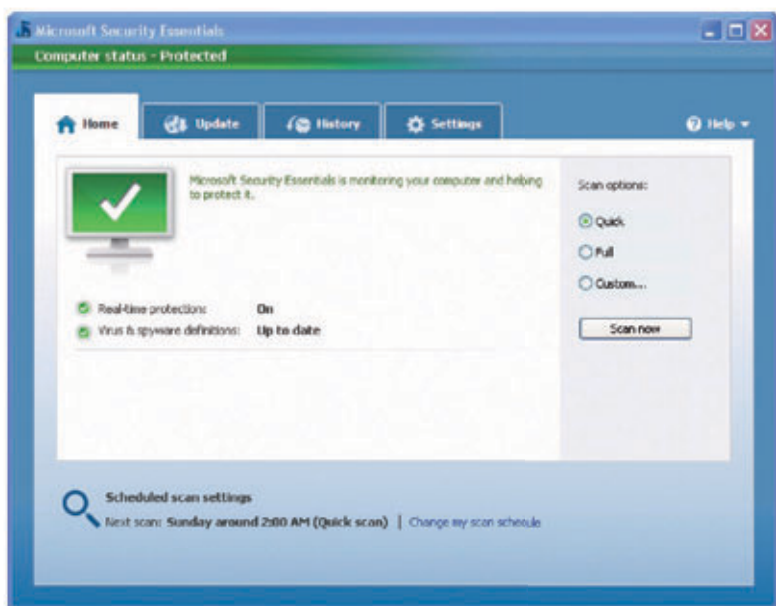 Microsoft Security Essentials
Computer status - Protected
Home
Update
History
Settings
Help
Microsoft Security Essentials is monitoring your computer and helping
to protect it.
Real-time protection: On
Virus & spyware definitions: Up to date
Scan options:
Quick
Full
Custom...
Scan now
Scheduled scan settings
Next scan: Sunday around 2:00 AM (Quick scan) | Change my scan schedule